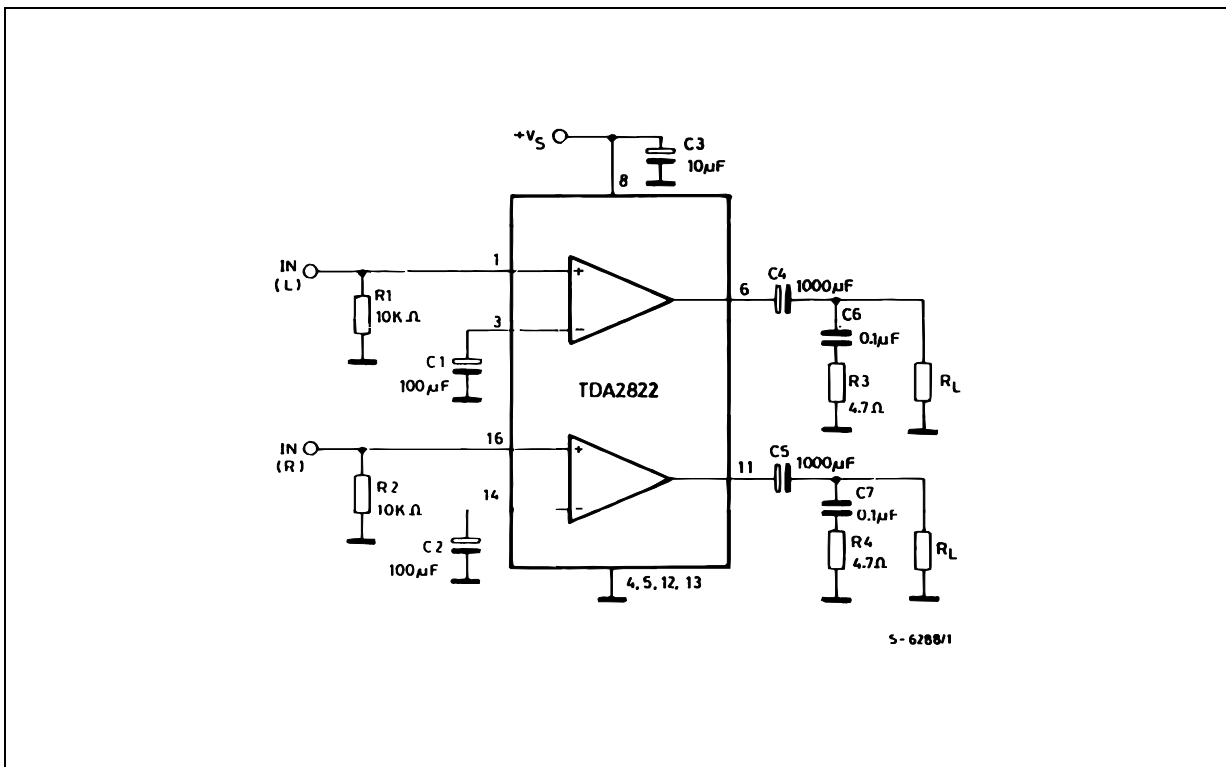 +VS
C3
10µF
8
IN
(L)
1
R1
10KΩ
3
C1
100µF
6
C4
1000µF
C6
0.1µF
R3
4.7Ω
RL
TDA2822
IN
(R)
16
R2
10KΩ
14
C2
100µF
11
C5
1000µF
C7
0.1µF
R4
4.7Ω
RL
4, 5, 12, 13
S-6288/1